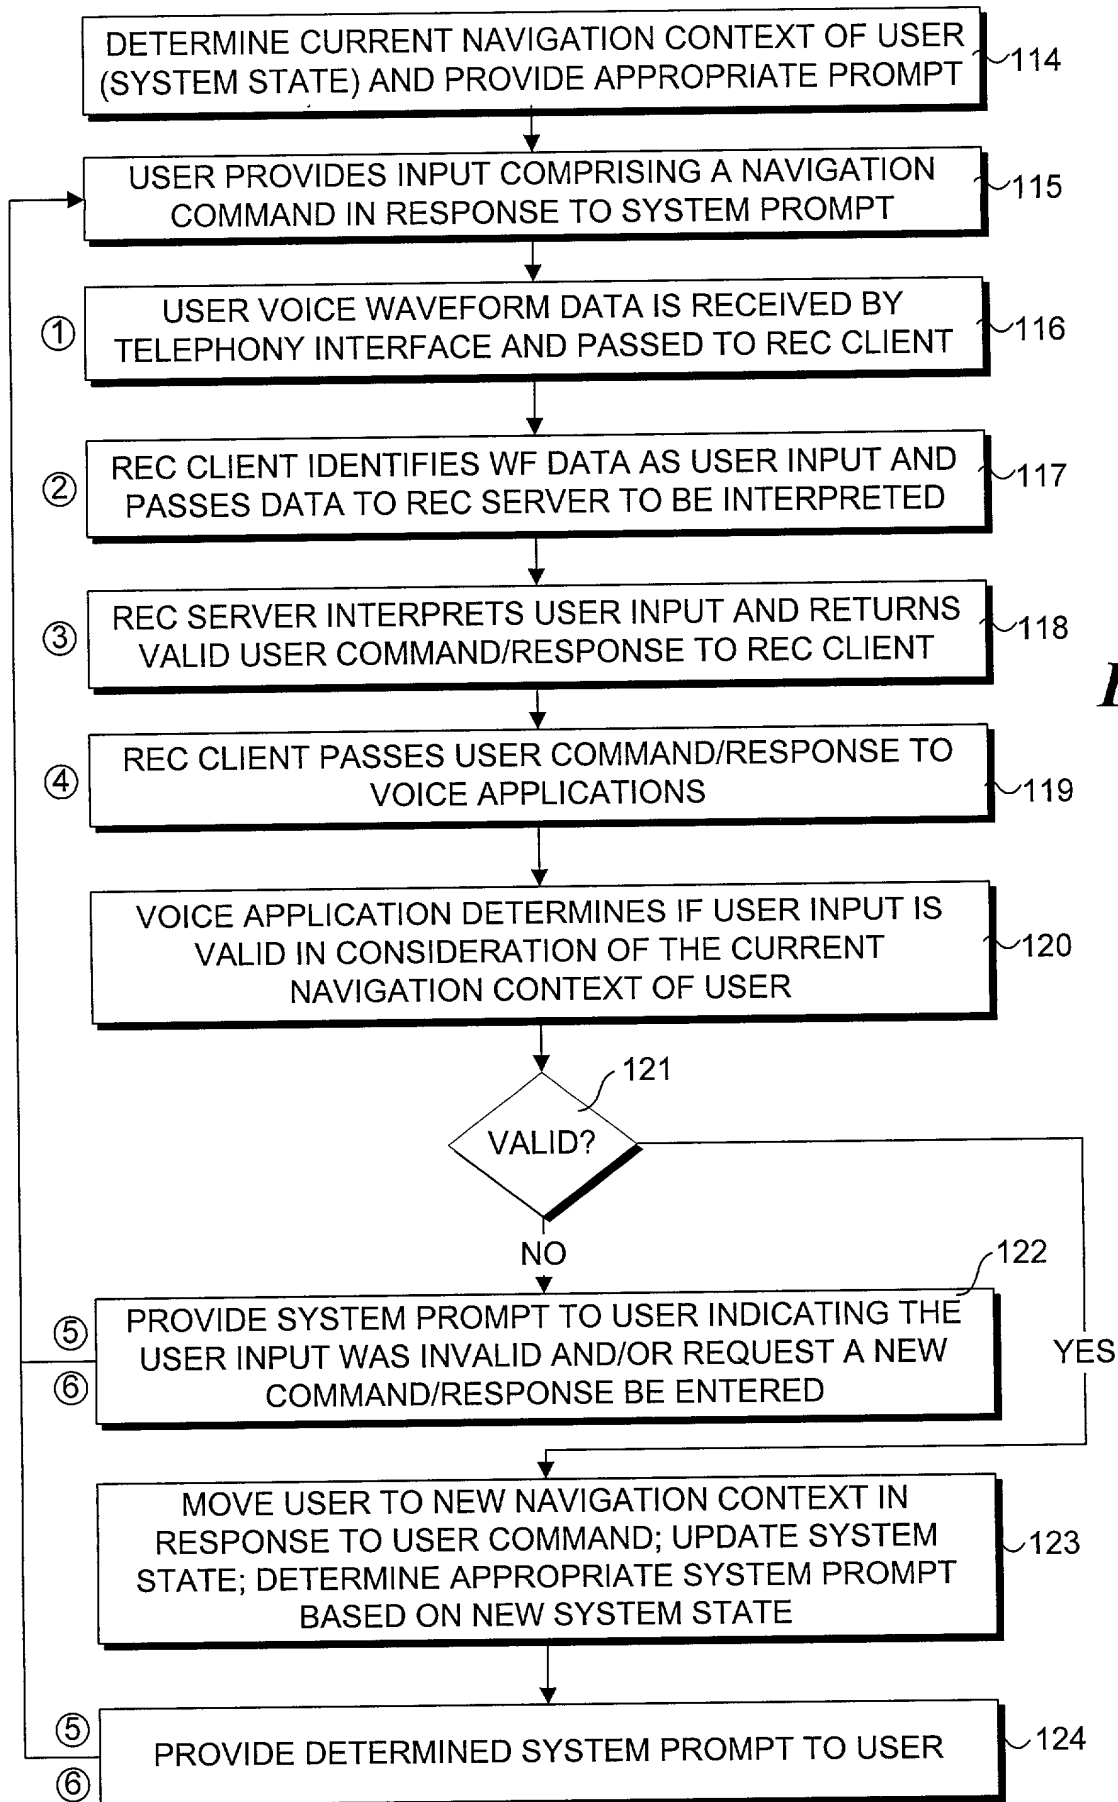 DETERMINE CURRENT NAVIGATION CONTEXT OF USER
(SYSTEM STATE) AND PROVIDE APPROPRIATE PROMPT
114
USER PROVIDES INPUT COMPRISING A NAVIGATION
COMMAND IN RESPONSE TO SYSTEM PROMPT
115
①
USER VOICE WAVEFORM DATA IS RECEIVED BY
TELEPHONY INTERFACE AND PASSED TO REC CLIENT
116
②
REC CLIENT IDENTIFIES WF DATA AS USER INPUT AND
PASSES DATA TO REC SERVER TO BE INTERPRETED
117
③
REC SERVER INTERPRETS USER INPUT AND RETURNS
VALID USER COMMAND/RESPONSE TO REC CLIENT
118
④
REC CLIENT PASSES USER COMMAND/RESPONSE TO
VOICE APPLICATIONS
119
VOICE APPLICATION DETERMINES IF USER INPUT IS
VALID IN CONSIDERATION OF THE CURRENT
NAVIGATION CONTEXT OF USER
120
121
VALID?
NO
YES
122
⑤
⑥
PROVIDE SYSTEM PROMPT TO USER INDICATING THE
USER INPUT WAS INVALID AND/OR REQUEST A NEW
COMMAND/RESPONSE BE ENTERED
MOVE USER TO NEW NAVIGATION CONTEXT IN
RESPONSE TO USER COMMAND; UPDATE SYSTEM
STATE; DETERMINE APPROPRIATE SYSTEM PROMPT
BASED ON NEW SYSTEM STATE
123
⑤
⑥
PROVIDE DETERMINED SYSTEM PROMPT TO USER
124